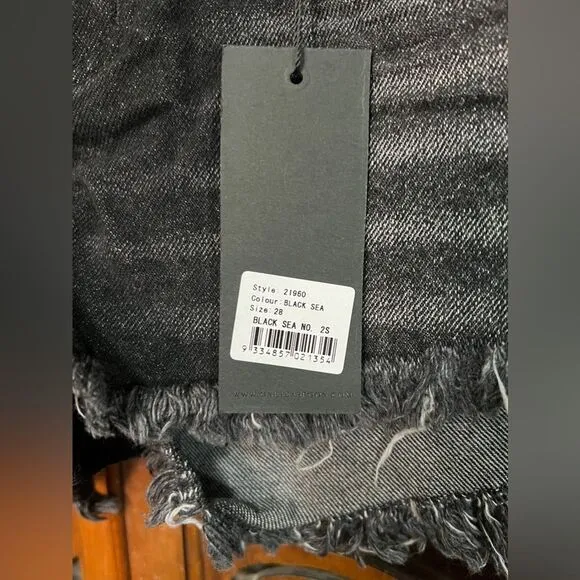 Style: 21960
Colour: BLACK SEA
Size: 28
BLACK SEA NO. 2S
9 334857 021354